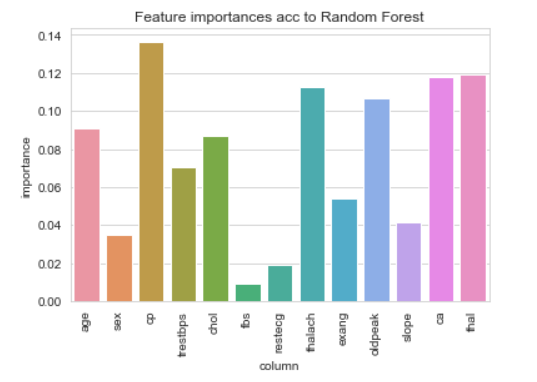 Feature importances acc to Random Forest
0.14
0.12
0.10
0.08
0.06
0.04
0.02
0.00
importance
age
sex
cp
trestbps
chol
fbs
restecg
thalach
exang
oldpeak
slope
ca
thal
column